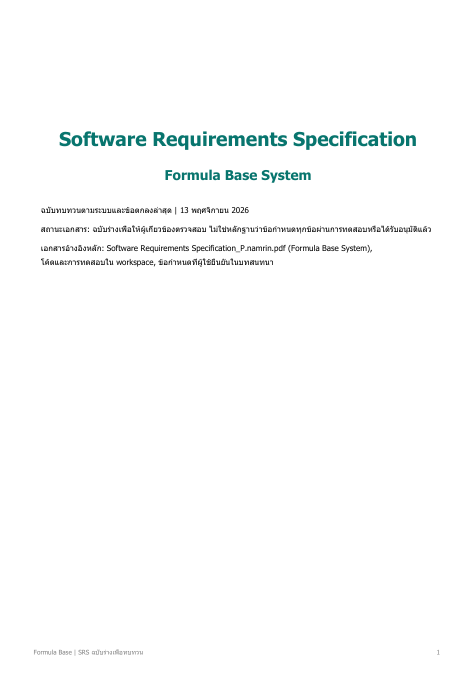 Software Requirements Specification
Formula Base System
ฉบับทบทวนตามระบบและข้อตกลงล่าสุด | 13 พฤศจิกายน 2026
สถานะเอกสาร: ฉบับร่างเพื่อให้ผู้เกี่ยวข้องตรวจสอบ ไม่ใช่หลักฐานว่าข้อกำหนดทุกข้อผ่านการทดสอบหรือได้รับอนุมัติแล้ว
เอกสารอ้างอิงหลัก: Software Requirements Specification_P.namrin.pdf (Formula Base System),
โค้ดและการทดสอบใน workspace, ข้อกำหนดที่ผู้ใช้ยืนยันในบทสนทนา
Formula Base | SRS ฉบับร่างเพื่อทบทวน
1